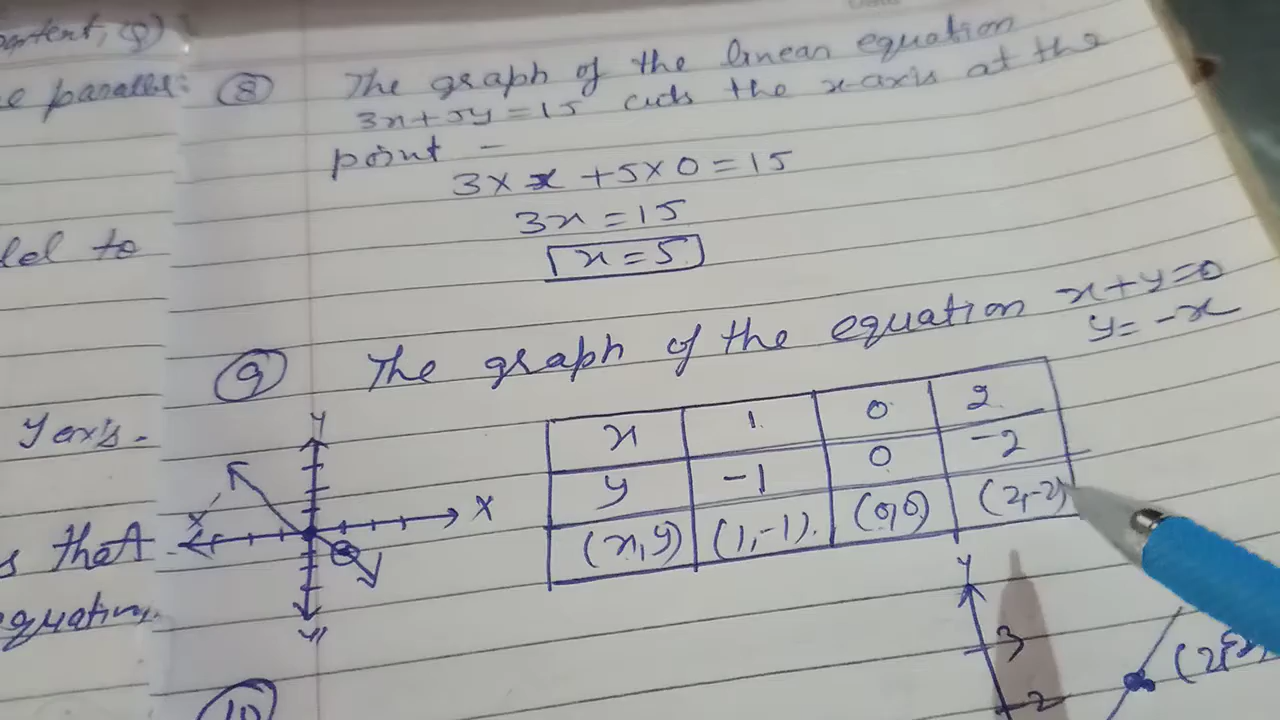 e parallel:
lel to
y axis.
s that
equation.
⑧ The graph of the linear equation
3x+5y=15 cuts the x-axis at the
point -
3×x+5×0=15
3x=15
x=5
⑨ The graph of the equation x+y=0
y=-x
x 1 0 2
y -1 0 -2
(x,y) (1,-1). (0,0) (2,-2)
Y
X
X'
Y'
⑩
Y
3
2